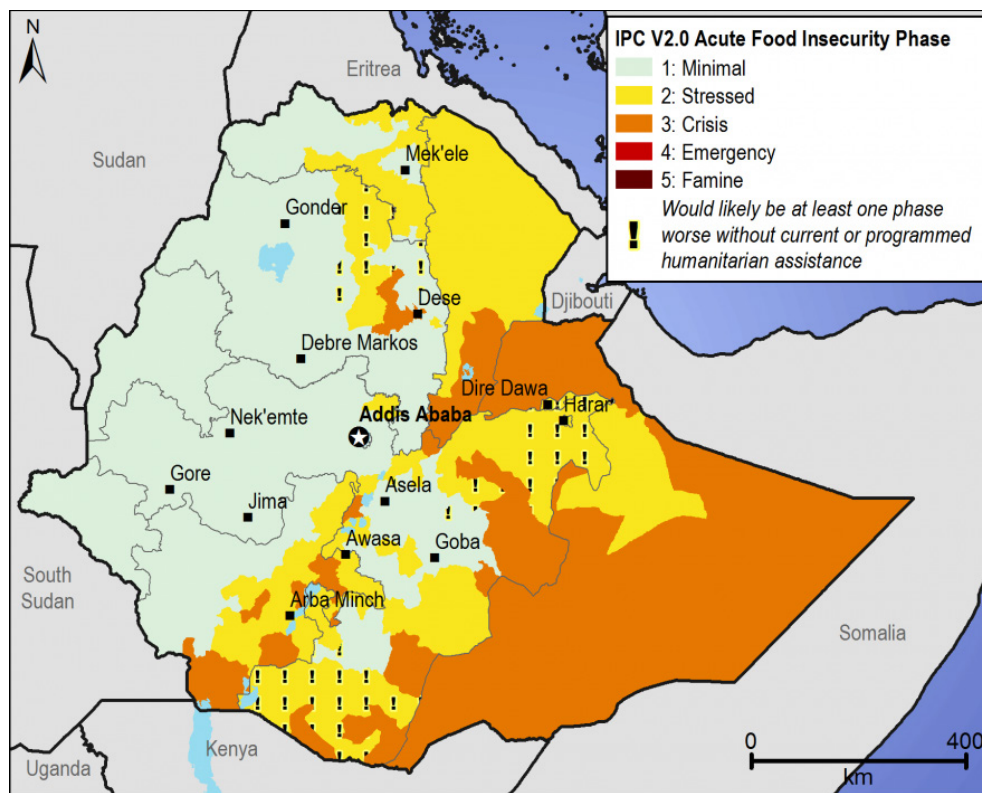 N
IPC V2.0 Acute Food Insecurity Phase
1: Minimal
2: Stressed
3: Crisis
4: Emergency
5: Famine
! Would likely be at least one phase
worse without current or programmed
humanitarian assistance
Eritrea
Sudan
Mek'ele
Gonder
Djibouti
Dese
Debre Markos
Dire Dawa
Harar
Addis Ababa
Nek'emte
Gore
Asela
Jima
Awasa
Goba
South
Sudan
Arba Minch
Somalia
Kenya
Uganda
0 400
km